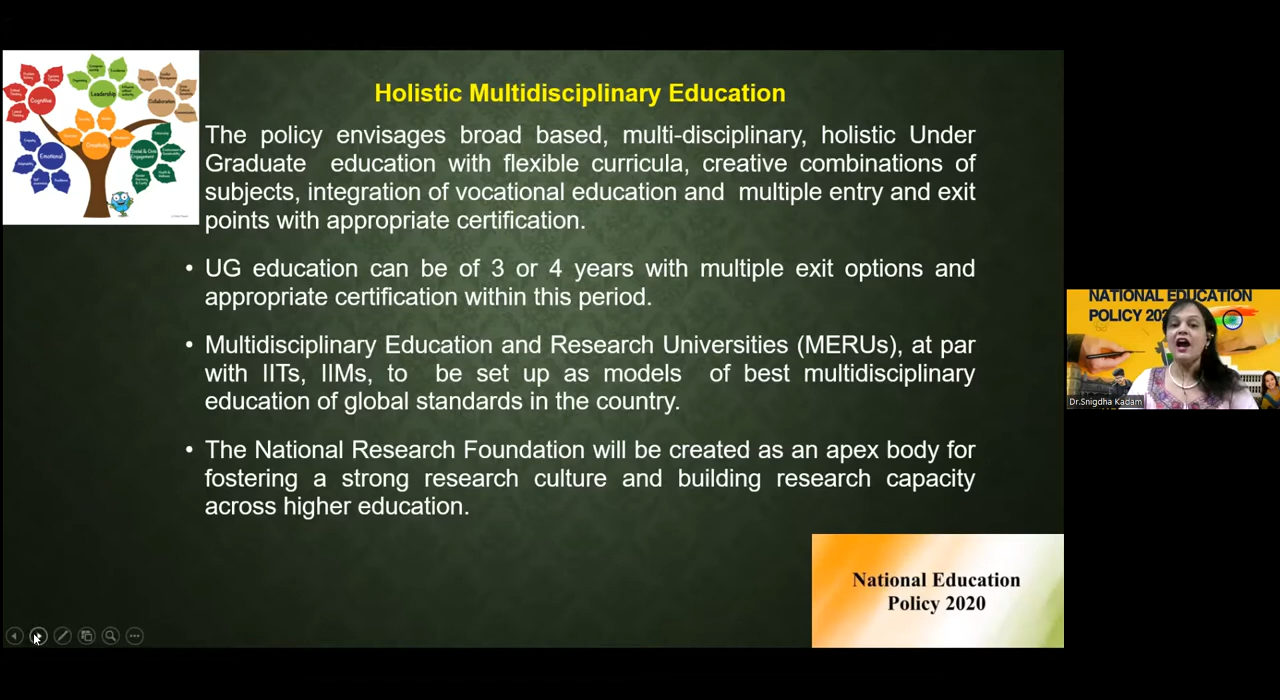 Holistic Multidisciplinary Education
The policy envisages broad based, multi-disciplinary, holistic Under
Graduate education with flexible curricula, creative combinations of
subjects, integration of vocational education and multiple entry and exit
points with appropriate certification.
• UG education can be of 3 or 4 years with multiple exit options and
appropriate certification within this period.
• Multidisciplinary Education and Research Universities (MERUs), at par
with IITs, IIMs, to be set up as models of best multidisciplinary
education of global standards in the country.
• The National Research Foundation will be created as an apex body for
fostering a strong research culture and building research capacity
across higher education.
National Education
Policy 2020
Cognitive
Leadership
Collaboration
Creativity
Emotional
Social & Civic
Engagement
NATIONAL EDUCATION
POLICY 202
Dr.Snigdha Kadam